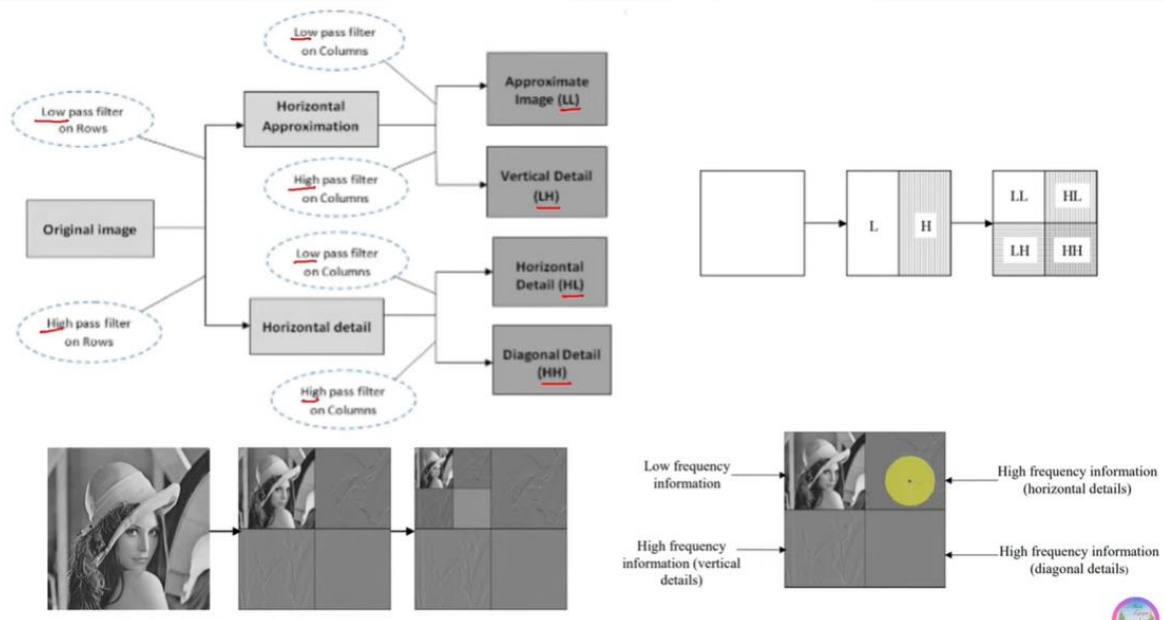 Low pass filter
on Columns
Low pass filter
on Rows
Horizontal
Approximation
Approximate
Image (LL)
High pass filter
on Columns
Vertical Detail
(LH)
Original image
Low pass filter
on Columns
Horizontal
Detail (HL)
High pass filter
on Rows
Horizontal detail
Diagonal Detail
(HH)
High pass filter
on Columns
L
H
LL
HL
LH
HH
Low frequency
information
High frequency information
(horizontal details)
High frequency
information (vertical
details)
High frequency information
(diagonal details)